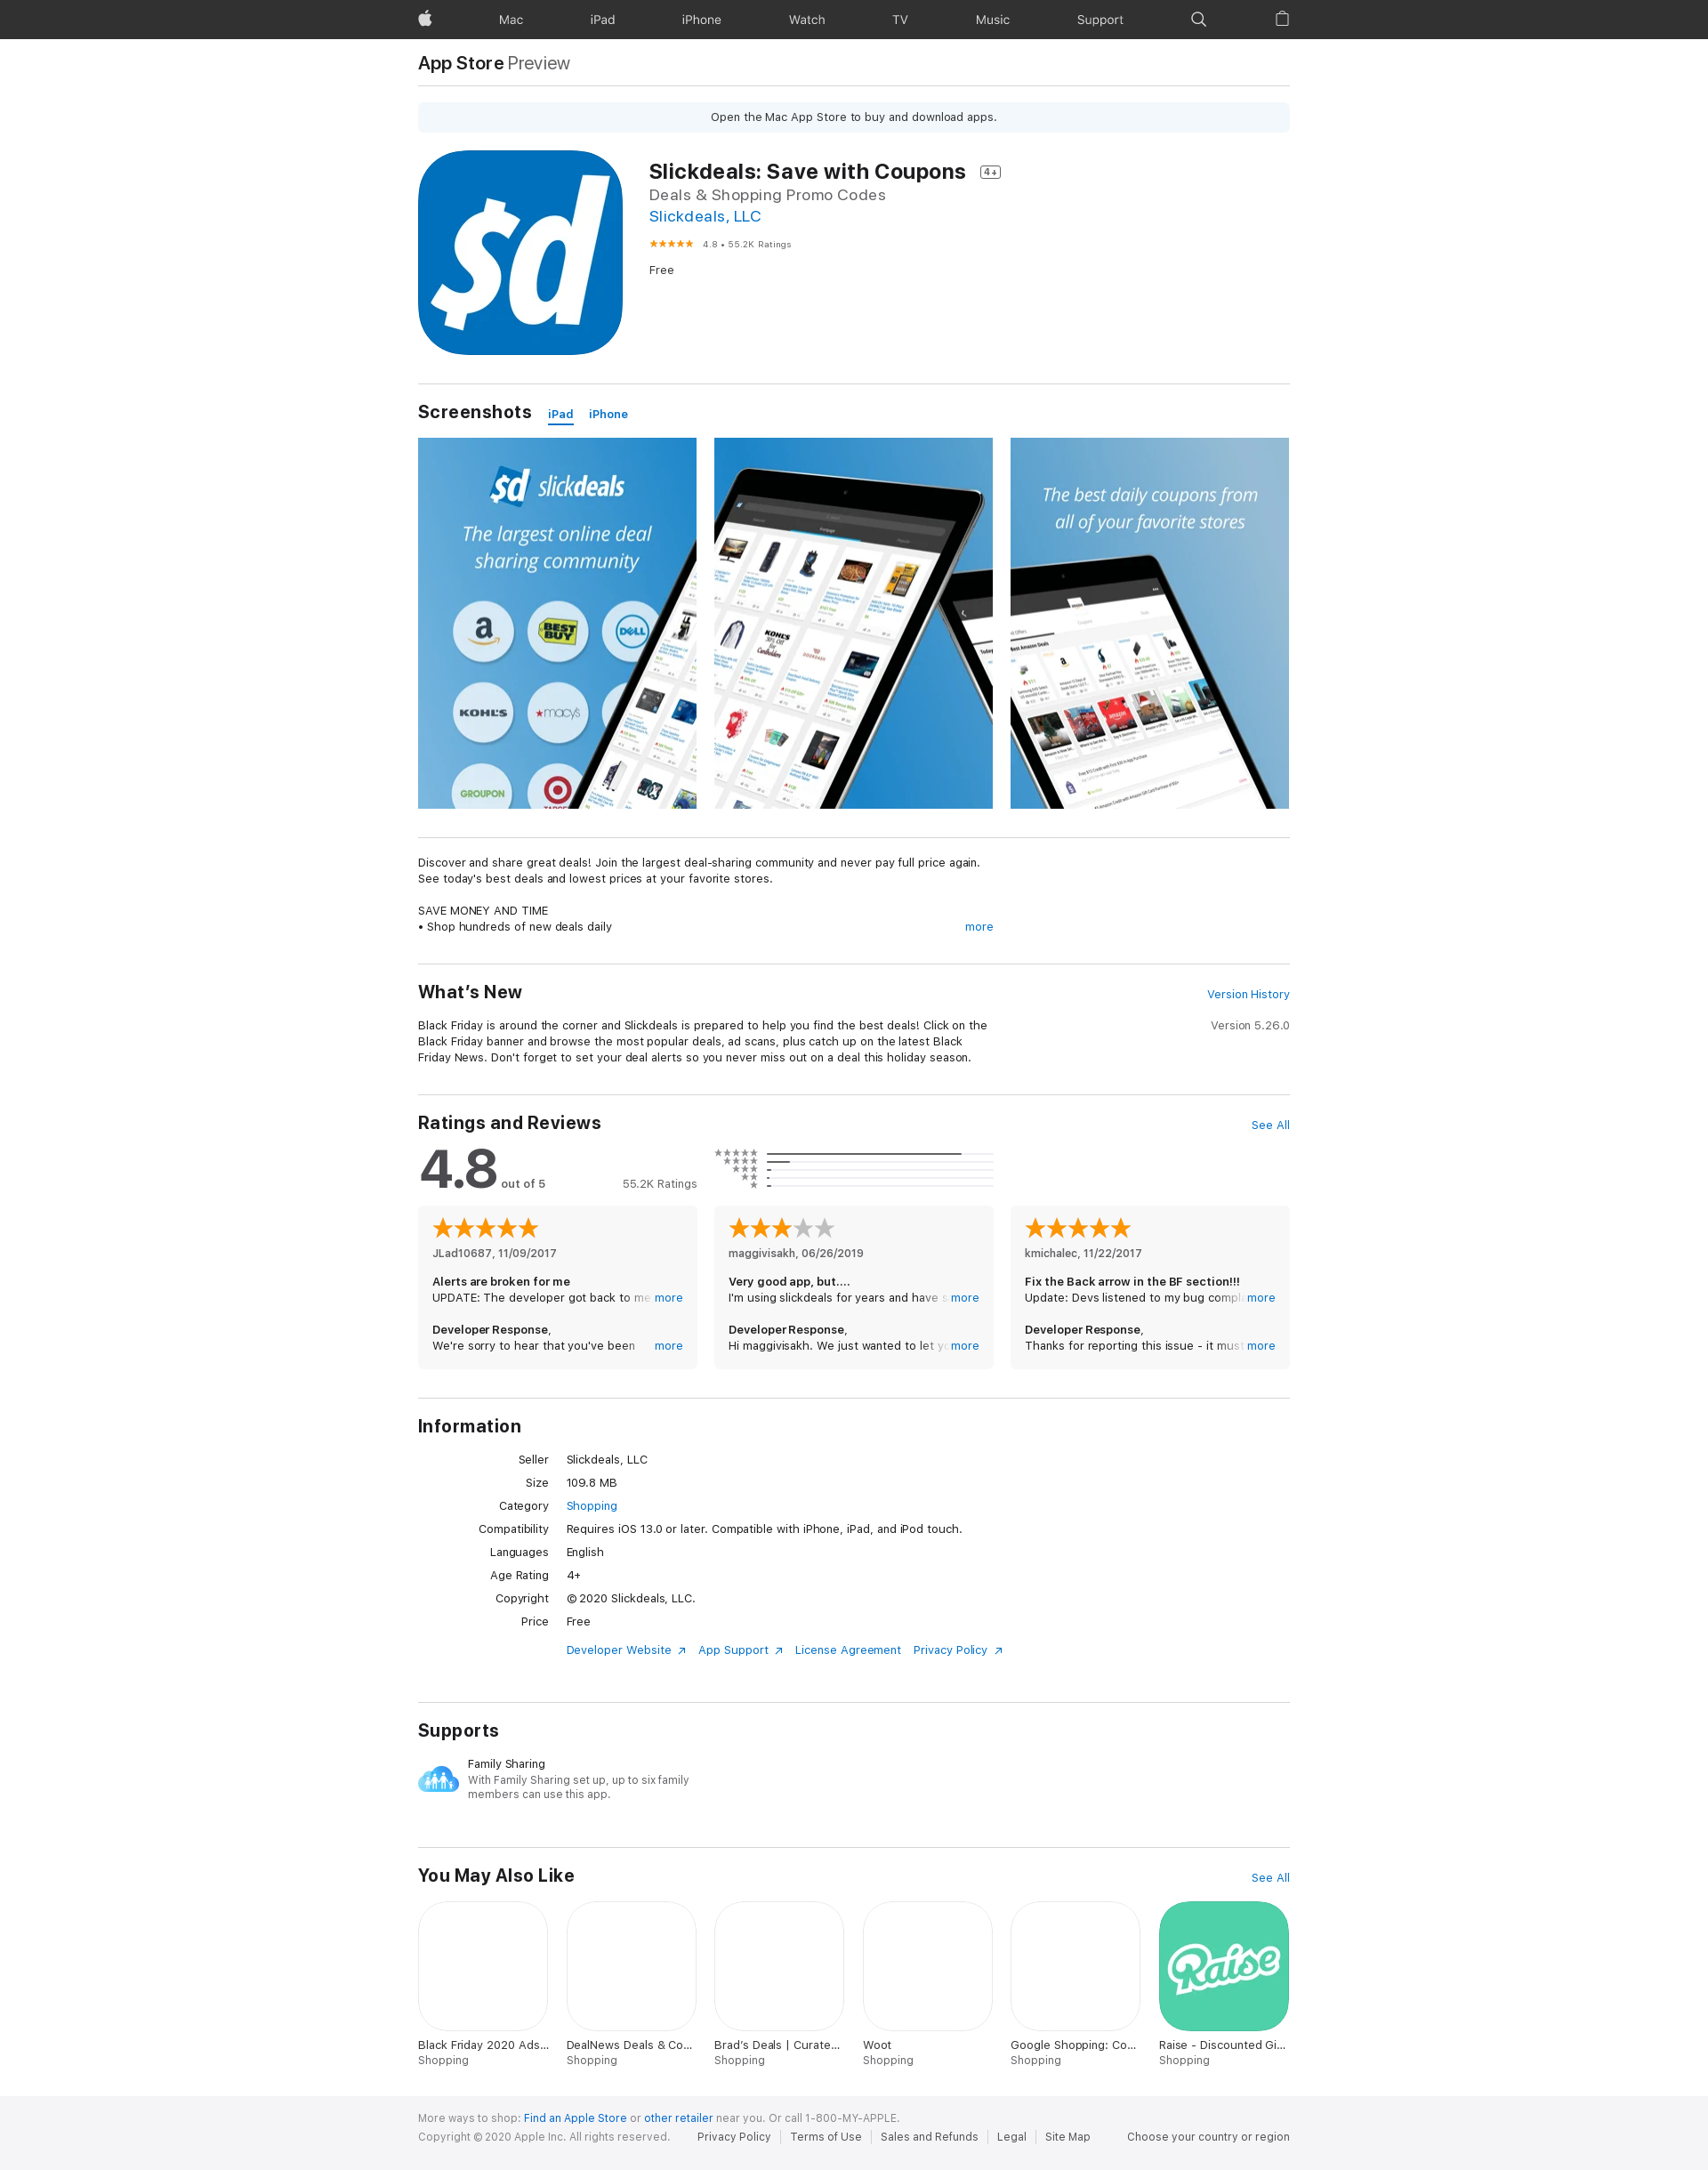 Mac iPad iPhone Watch TV Music Support
App Store Preview
Open the Mac App Store to buy and download apps.
$d
Slickdeals: Save with Coupons 4+
Deals & Shopping Promo Codes
Slickdeals, LLC
★★★★★ 4.8 • 55.2K Ratings
Free
Screenshots iPad iPhone
$d slickdeals
The largest online deal
sharing community
a
BEST BUY
DELL
KOHL'S
★macy's
GROUPON
KOHL'S
30% Off
The best daily coupons from
all of your favorite stores
Discover and share great deals! Join the largest deal-sharing community and never pay full price again.
See today's best deals and lowest prices at your favorite stores.
SAVE MONEY AND TIME
• Shop hundreds of new deals daily more
What's New Version History
Black Friday is around the corner and Slickdeals is prepared to help you find the best deals! Click on the
Black Friday banner and browse the most popular deals, ad scans, plus catch up on the latest Black
Friday News. Don't forget to set your deal alerts so you never miss out on a deal this holiday season.
Version 5.26.0
Ratings and Reviews See All
4.8 out of 5 55.2K Ratings
JLad10687, 11/09/2017
Alerts are broken for me
UPDATE: The developer got back to me more
Developer Response,
We're sorry to hear that you've been more
maggivisakh, 06/26/2019
Very good app, but....
I'm using slickdeals for years and have more
Developer Response,
Hi maggivisakh. We just wanted to let more
kmichalec, 11/22/2017
Fix the Back arrow in the BF section!!!
Update: Devs listened to my bug more
Developer Response,
Thanks for reporting this issue - it must more
Information
Seller Slickdeals, LLC
Size 109.8 MB
Category Shopping
Compatibility Requires iOS 13.0 or later. Compatible with iPhone, iPad, and iPod touch.
Languages English
Age Rating 4+
Copyright © 2020 Slickdeals, LLC.
Price Free
Developer Website App Support License Agreement Privacy Policy
Supports
Family Sharing
With Family Sharing set up, up to six family
members can use this app.
You May Also Like See All
Raise
Black Friday 2020 Ads…
Shopping
DealNews Deals & Co…
Shopping
Brad's Deals | Curate…
Shopping
Woot
Shopping
Google Shopping: Co…
Shopping
Raise - Discounted Gi…
Shopping
More ways to shop: Find an Apple Store or other retailer near you. Or call 1-800-MY-APPLE.
Copyright © 2020 Apple Inc. All rights reserved. Privacy Policy Terms of Use Sales and Refunds Legal Site Map Choose your country or region